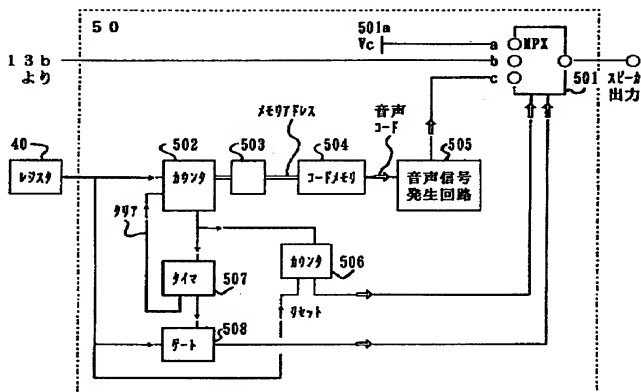 50
501a
Vc
a
MPX
13b
より
b
c
501
スピーカ
出力
メモリアドレス
音声
コード
40
502
503
504
505
レジスタ
カウンタ
コードメモリ
音声信号
発生回路
クリア
カウンタ
506
タイマ
507
リセット
ゲート
508